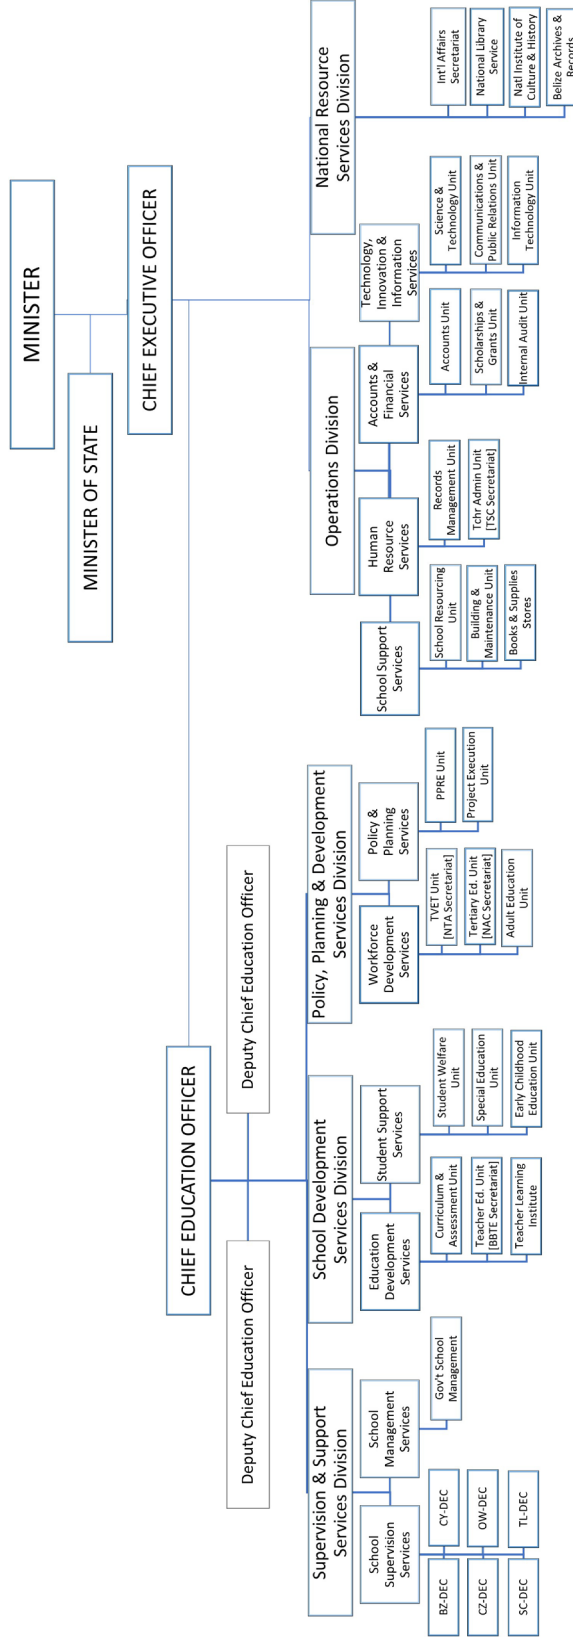 MINISTER
MINISTER OF STATE
CHIEF EXECUTIVE OFFICER
CHIEF EDUCATION OFFICER
Deputy Chief Education Officer
Deputy Chief Education Officer
Supervision & Support
Services Division
School Development
Services Division
Policy, Planning & Development
Services Division
Operations Division
National Resource
Services Division
School
Supervision
Services
School
Management
Services
Education
Development
Services
Student Support
Services
Workforce
Development
Services
Policy &
Planning
Services
School Support
Services
Human
Resource
Services
Accounts &
Financial
Services
Technology,
Innovation &
Information
Services
BZ-DEC
CY-DEC
CZ-DEC
OW-DEC
SC-DEC
TL-DEC
Gov't School
Management
Curriculum &
Assessment Unit
Teacher Ed. Unit
[BBTE Secretariat]
Teacher Learning
Institute
Student Welfare
Unit
Special Education
Unit
Early Childhood
Education Unit
TVET Unit
[NTA Secretariat]
Tertiary Ed. Unit
[NAC Secretariat]
Adult Education
Unit
PPRE Unit
Project Execution
Unit
School Resourcing
Unit
Building &
Maintenance Unit
Books & Supplies
Stores
Records
Management Unit
Tchr Admin Unit
[TSC Secretariat]
Accounts Unit
Scholarships &
Grants Unit
Internal Audit Unit
Science &
Technology Unit
Communications &
Public Relations Unit
Information
Technology Unit
Int'l Affairs
Secretariat
National Library
Service
Natl Institute of
Culture & History
Belize Archives &
Records